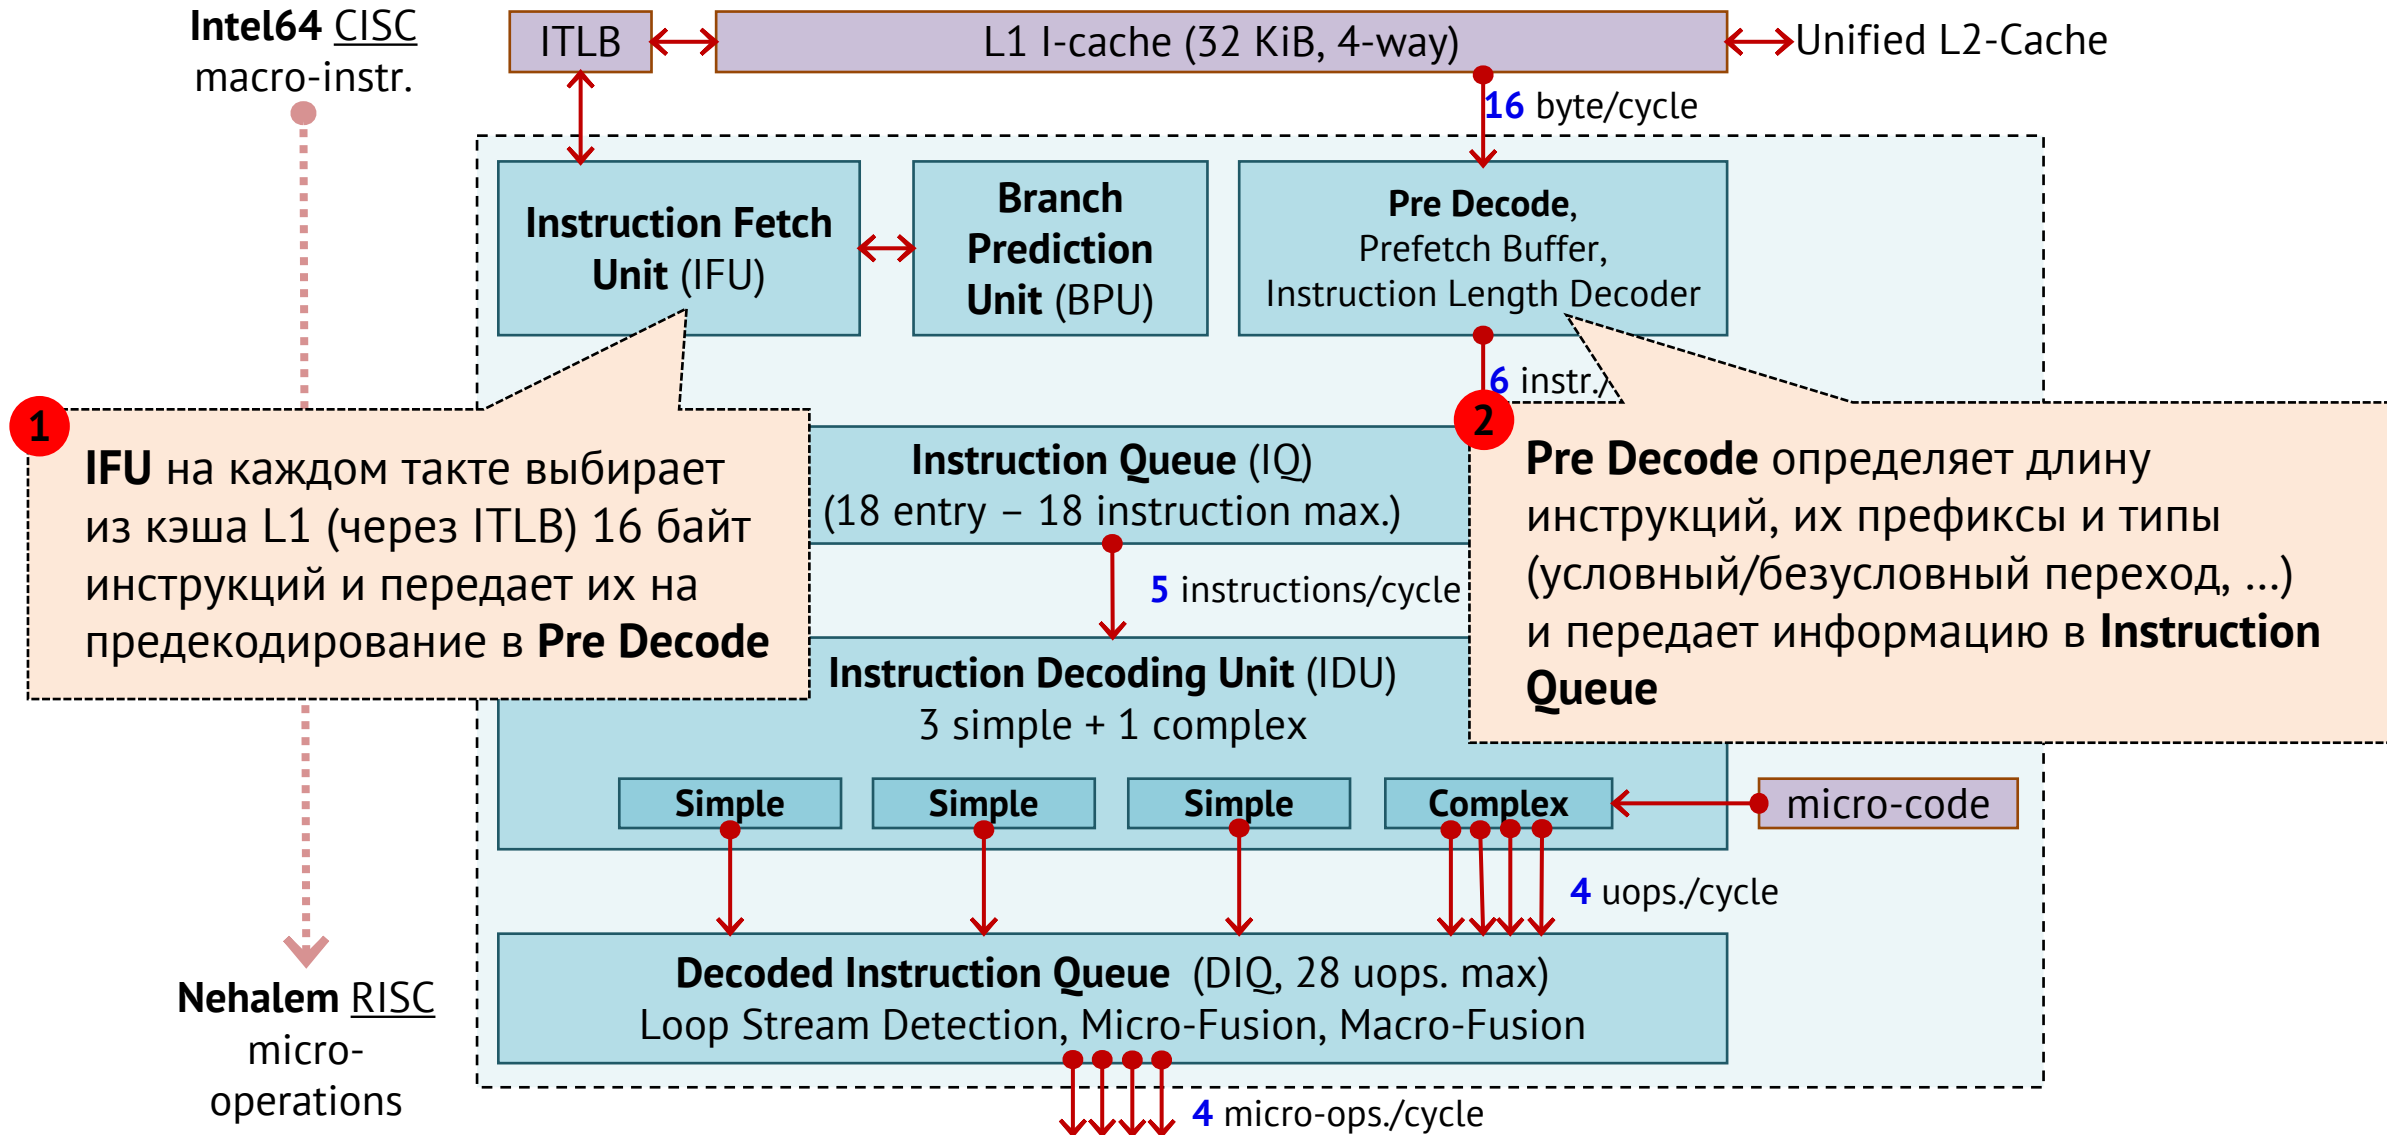 Intel64 CISC
macro-instr.
ITLB
L1 I-cache (32 KiB, 4-way)
Unified L2-Cache
16 byte/cycle
Instruction Fetch
Unit (IFU)
Branch
Prediction
Unit (BPU)
Pre Decode,
Prefetch Buffer,
Instruction Length Decoder
6 instr./
1
IFU на каждом такте выбирает
из кэша L1 (через ITLB) 16 байт
инструкций и передает их на
предекодирование в Pre Decode
Instruction Queue (IQ)
(18 entry – 18 instruction max.)
2
Pre Decode определяет длину
инструкций, их префиксы и типы
(условный/безусловный переход, ...)
и передает информацию в Instruction
Queue
5 instructions/cycle
Instruction Decoding Unit (IDU)
3 simple + 1 complex
Simple
Simple
Simple
Complex
micro-code
4 uops./cycle
Decoded Instruction Queue (DIQ, 28 uops. max)
Loop Stream Detection, Micro-Fusion, Macro-Fusion
Nehalem RISC
micro-
operations
4 micro-ops./cycle